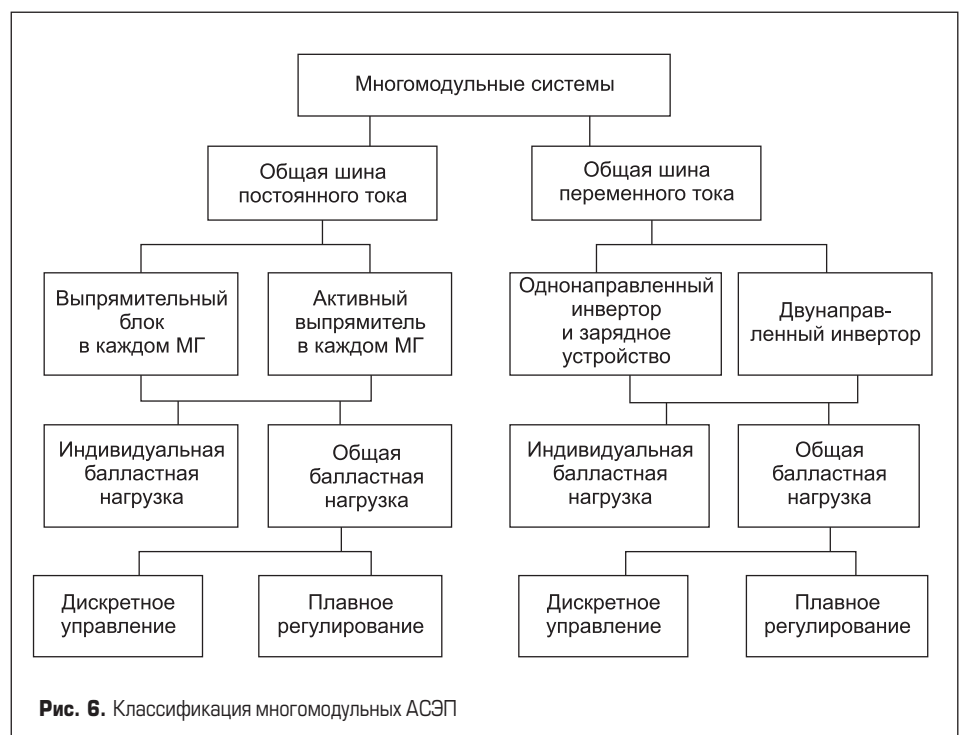 Многомодульные системы
Общая шина
постоянного тока
Общая шина
переменного тока
Выпрямительный
блок
в каждом МГ
Активный
выпрямитель
в каждом МГ
Однонаправленный
инвертор
и зарядное
устройство
Двунаправ-
ленный инвертор
Индивидуальная
балластная
нагрузка
Общая
балластная
нагрузка
Индивидуальная
балластная
нагрузка
Общая
балластная
нагрузка
Дискретное
управление
Плавное
регулирование
Дискретное
управление
Плавное
регулирование
Рис. 6. Классификация многомодульных АСЭП